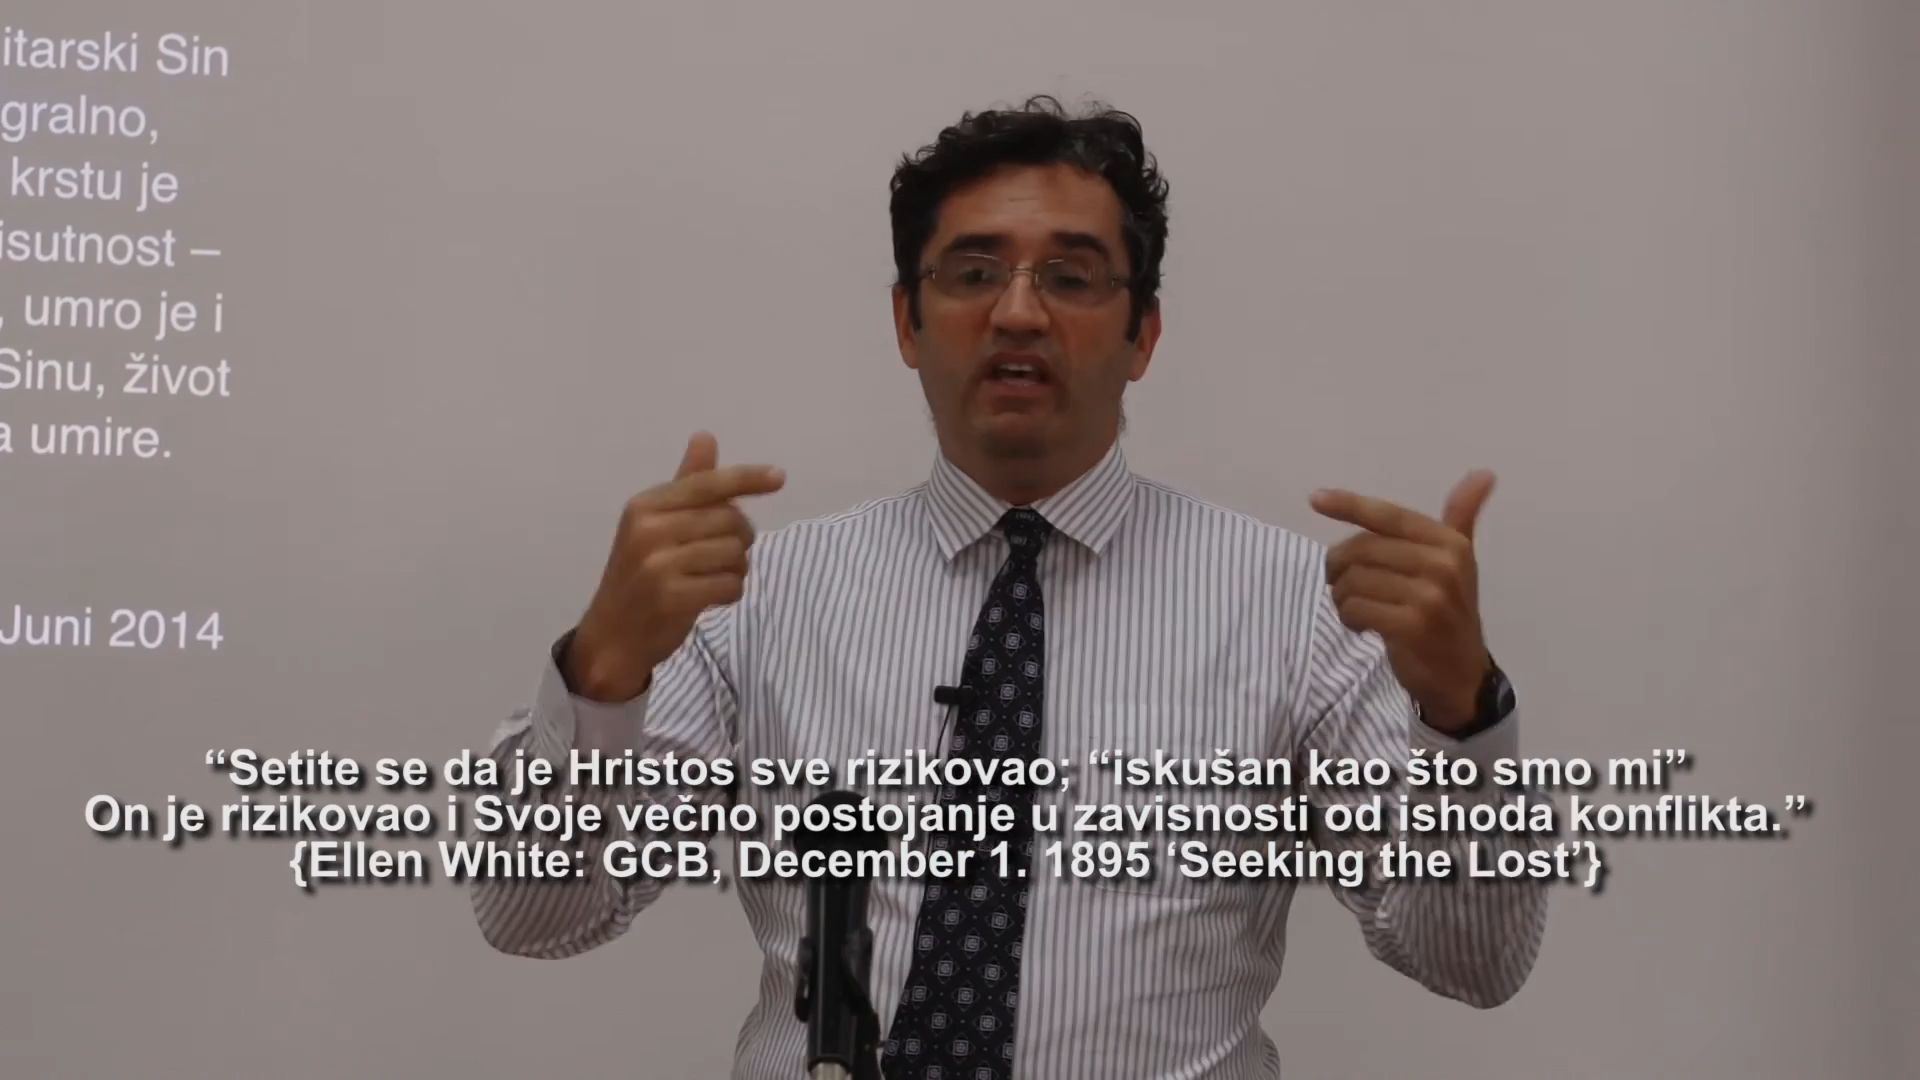 itarski Sin
gralno,
krstu je
isutnost –
, umro je i
Sinu, život
a umire.
Juni 2014
“Setite se da je Hristos sve rizikovao; “iskušan kao što smo mi”
On je rizikovao i Svoje večno postojanje u zavisnosti od ishoda konflikta.”
{Ellen White: GCB, December 1. 1895 ‘Seeking the Lost’}